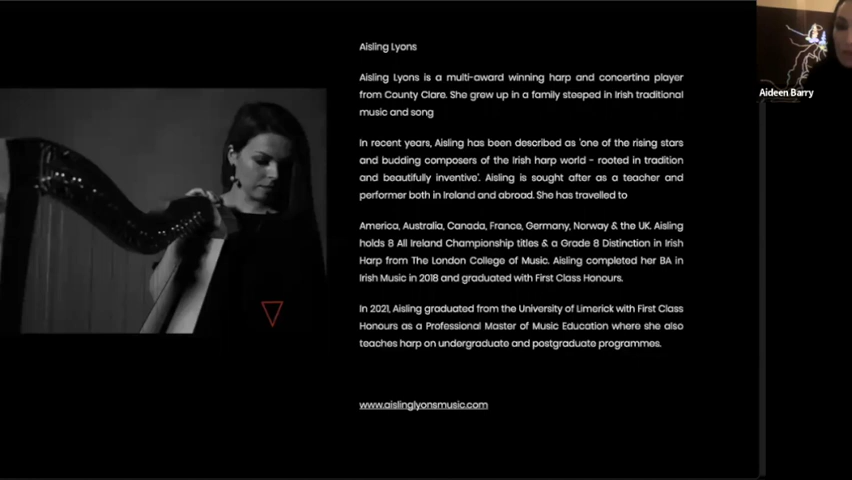 Aisling Lyons
Aisling Lyons is a multi-award winning harp and concertina player
from County Clare. She grew up in a family steeped in Irish traditional
music and song
In recent years, Aisling has been described as 'one of the rising stars
and budding composers of the Irish harp world - rooted in tradition
and beautifully inventive'. Aisling is sought after as a teacher and
performer both in Ireland and abroad. She has travelled to
America, Australia, Canada, France, Germany, Norway & the UK. Aisling
holds 8 All Ireland Championship titles & a Grade 8 Distinction in Irish
Harp from The London College of Music. Aisling completed her BA in
Irish Music in 2018 and graduated with First Class Honours.
In 2021, Aisling graduated from the University of Limerick with First Class
Honours as a Professional Master of Music Education where she also
teaches harp on undergraduate and postgraduate programmes.
www.aislinglyonsmusic.com
Aideen Barry